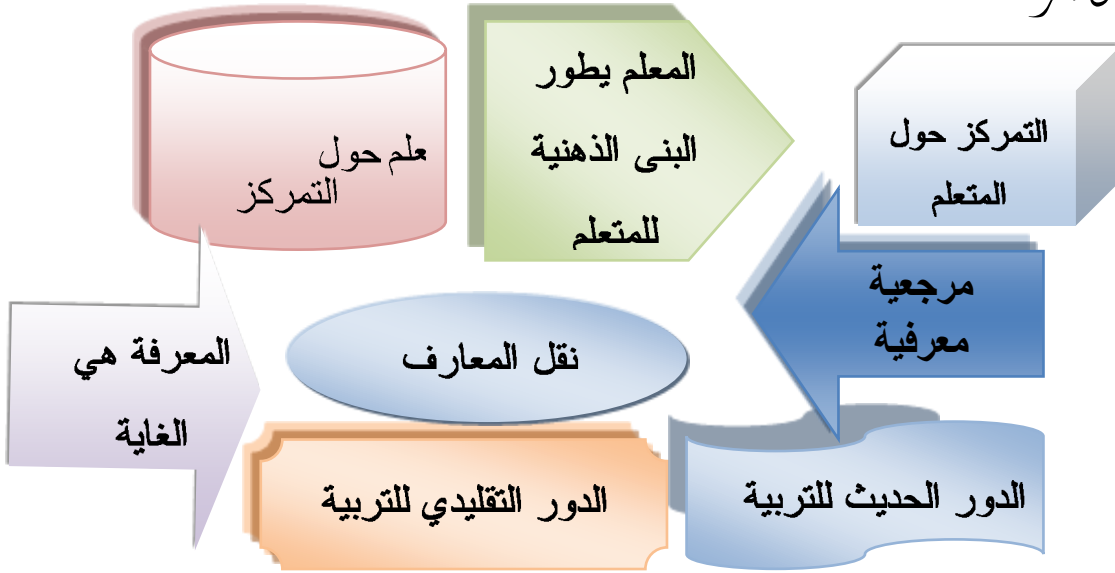 المعلم يطور
البنى الذهنية
للمتعلم
التمركز حول
المتعلم
علم حول
التمركز
مرجعية
معرفية
المعرفة هي
الغاية
نقل المعارف
الدور الحديث للتربية
الدور التقليدي للتربية